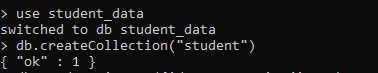 > use student_data
switched to db student_data
> db.createCollection("student")
{ "ok" : 1 }